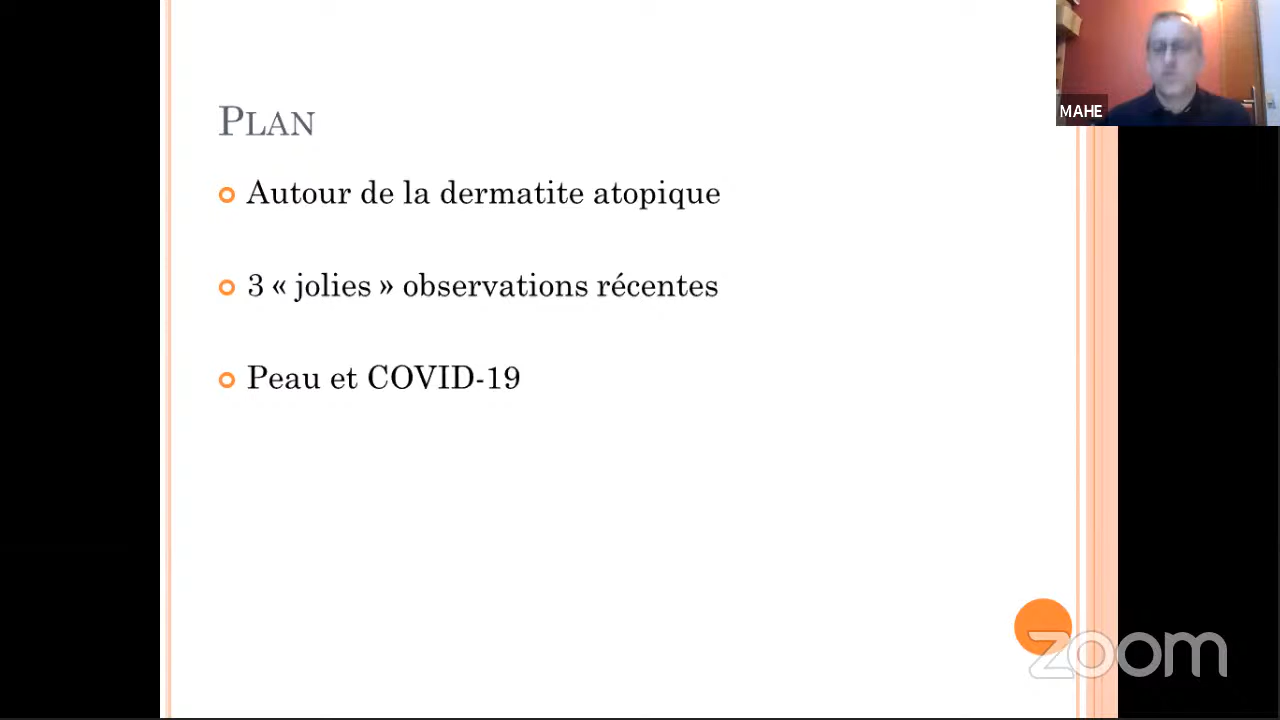 MAHE
PLAN
Autour de la dermatite atopique
3 « jolies » observations récentes
Peau et COVID-19
zoom